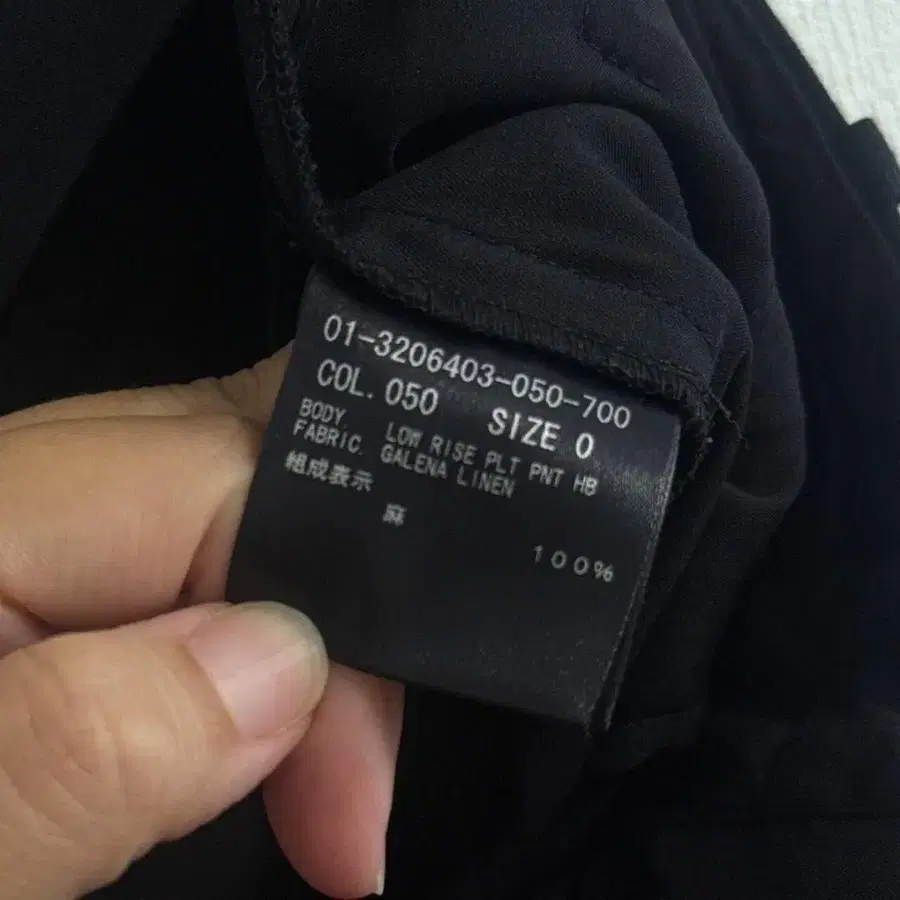 01-3206403-050-700
COL. 050 SIZE 0
BODY. LOW RISE PLT PNT HB
FABRIC. GALENA LINEN
組成表示
麻 100%